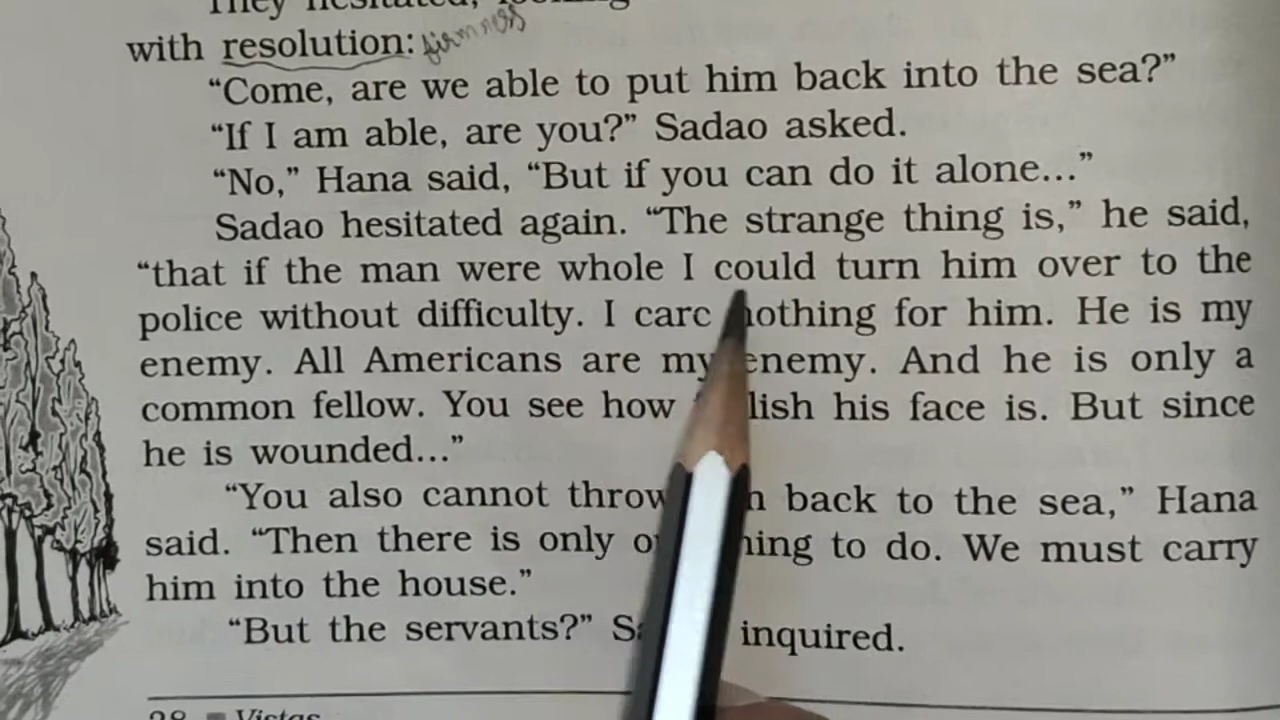 They hesitated,
with resolution: firmness
“Come, are we able to put him back into the sea?”
“If I am able, are you?” Sadao asked.
“No,” Hana said, “But if you can do it alone...”
Sadao hesitated again. “The strange thing is,” he said,
“that if the man were whole I could turn him over to the
police without difficulty. I care nothing for him. He is my
enemy. All Americans are my enemy. And he is only a
common fellow. You see how his face is. But since
he is wounded...”
“You also cannot throw back to the sea,” Hana
said. “Then there is only to do. We must carry
him into the house.”
“But the servants?” inquired.
28 Vistas